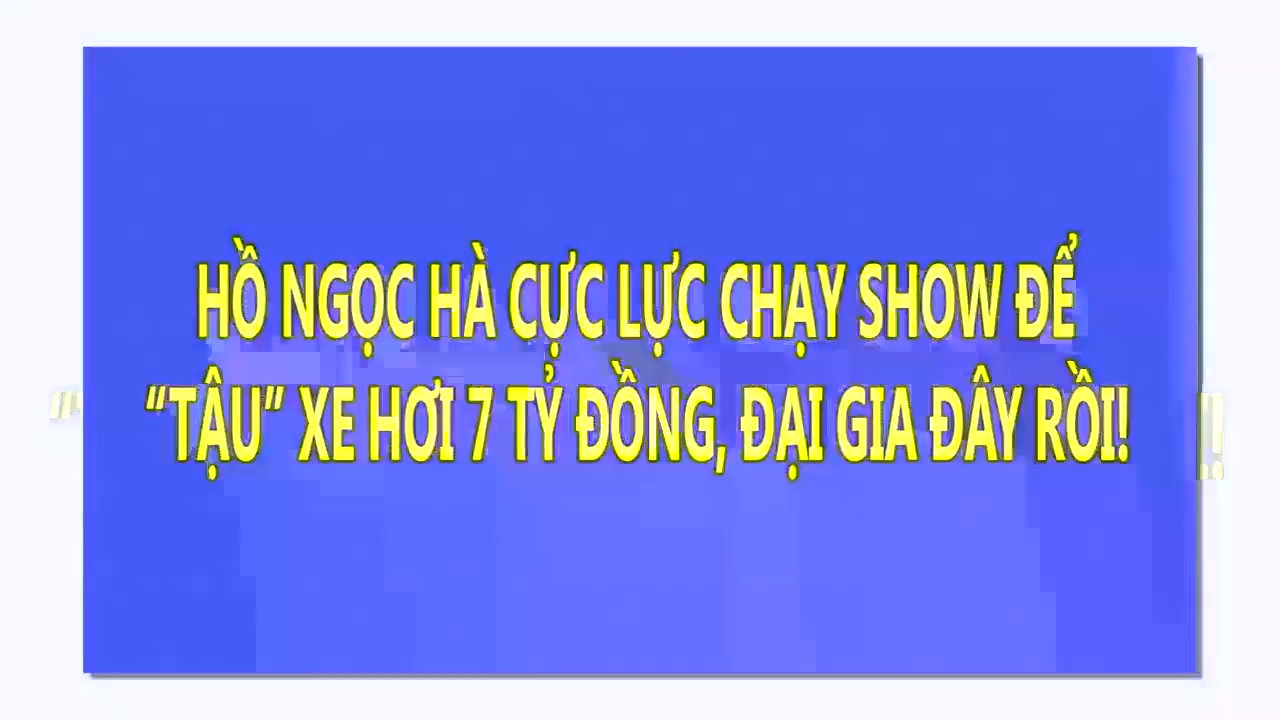 HỒ NGỌC HÀ CỰC LỰC CHẠY SHOW ĐỂ
“TẬU” XE HƠI 7 TỶ ĐỒNG, ĐẠI GIA ĐÂY RỒI!